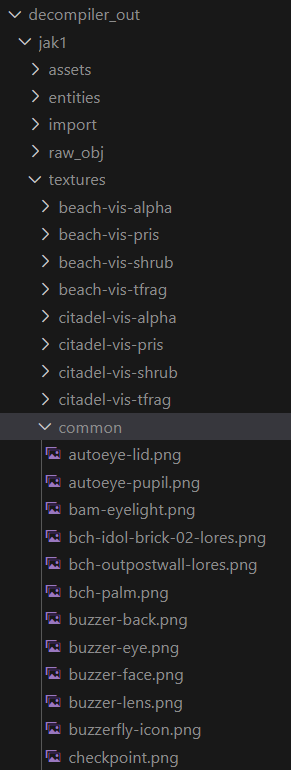 decompiler_out
jak1
assets
entities
import
raw_obj
textures
beach-vis-alpha
beach-vis-pris
beach-vis-shrub
beach-vis-tfrag
citadel-vis-alpha
citadel-vis-pris
citadel-vis-shrub
citadel-vis-tfrag
common
autoeye-lid.png
autoeye-pupil.png
bam-eyelight.png
bch-idol-brick-02-lores.png
bch-outpostwall-lores.png
bch-palm.png
buzzer-back.png
buzzer-eye.png
buzzer-face.png
buzzer-lens.png
buzzerfly-icon.png
checkpoint.png